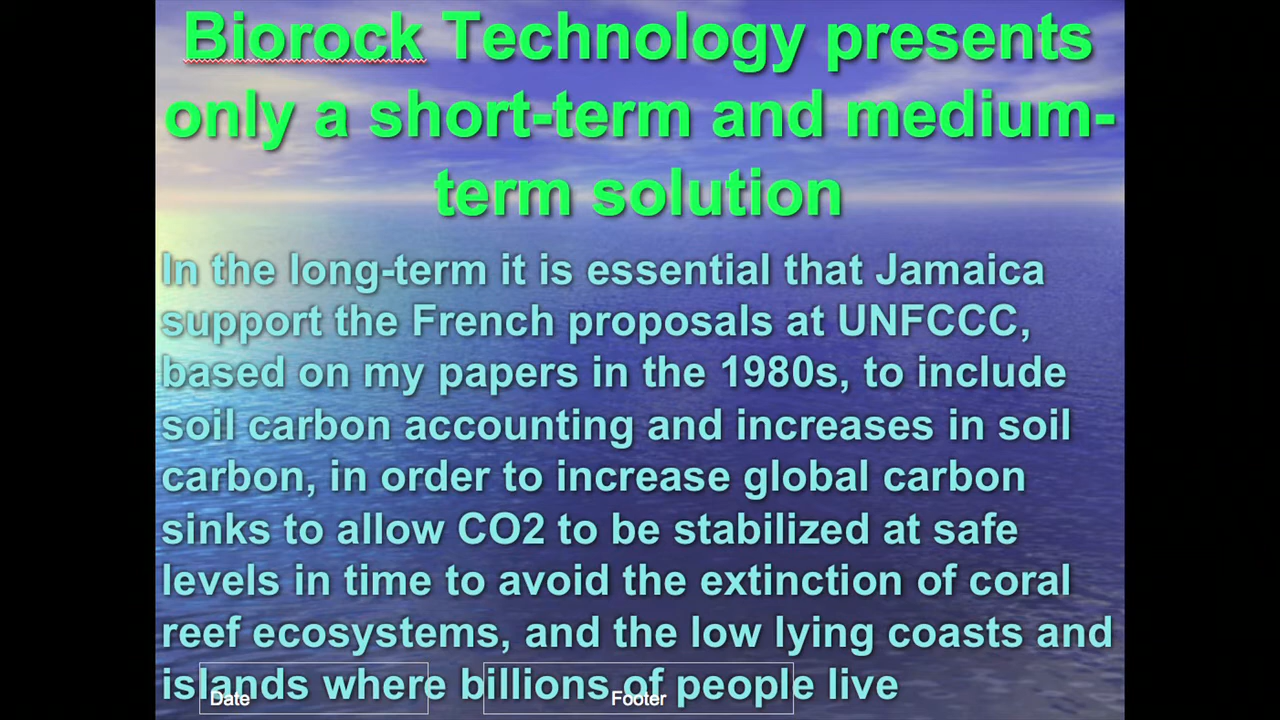 Biorock Technology presents
only a short-term and medium-
term solution
In the long-term it is essential that Jamaica
support the French proposals at UNFCCC,
based on my papers in the 1980s, to include
soil carbon accounting and increases in soil
carbon, in order to increase global carbon
sinks to allow CO2 to be stabilized at safe
levels in time to avoid the extinction of coral
reef ecosystems, and the low lying coasts and
islands where billions of people live
Date
Footer